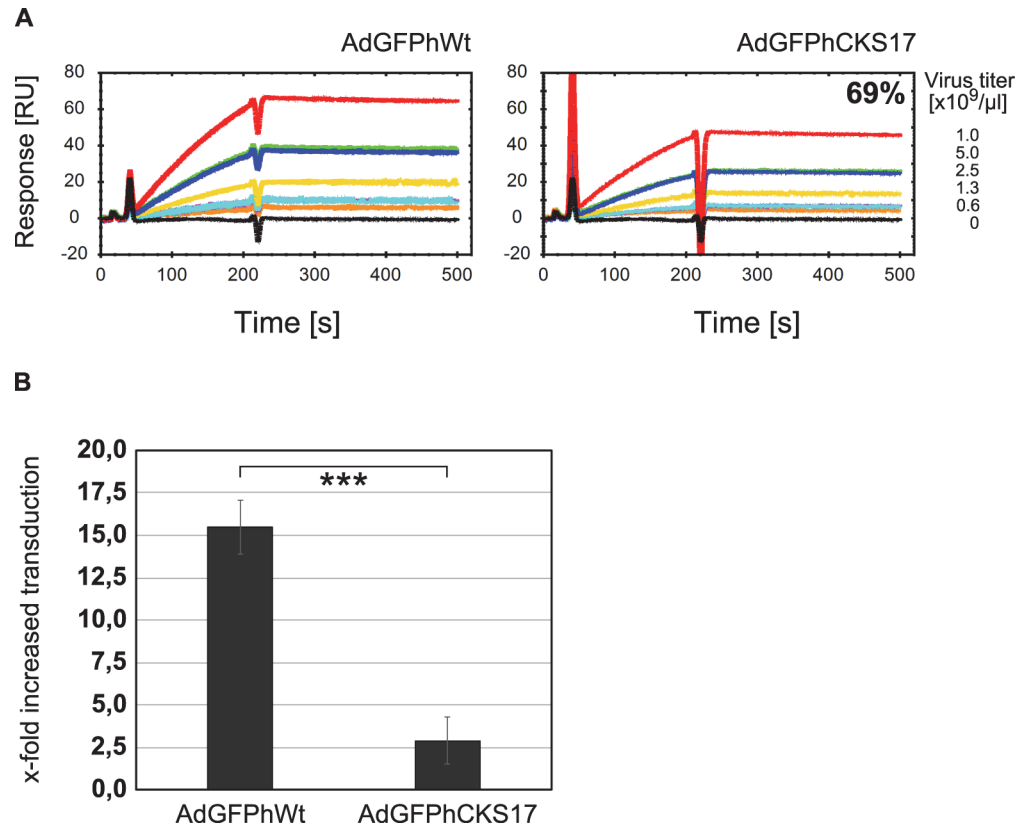 A
AdGFPhWt
AdGFPhCKS17
Response [RU]
80
60
40
20
0
-20
0 100 200 300 400 500
Time [s]
80
60
40
20
0
-20
0 100 200 300 400 500
Time [s]
69%
Virus titer
[x10⁹/µl]
1.0
5.0
2.5
1.3
0.6
0
B
x-fold increased transduction
20,0
17,5
15,0
12,5
15,0
10,0
7,5
5,0
2,5
0,0
***
AdGFPhWt AdGFPhCKS17